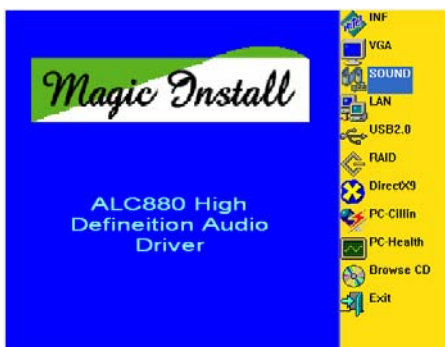 Magic Install
ALC880 High
Defineition Audio
Driver
INF
VGA
SOUND
LAN
USB2.0
RAID
DirectX9
PC-Cillin
PC-Health
Browse CD
Exit